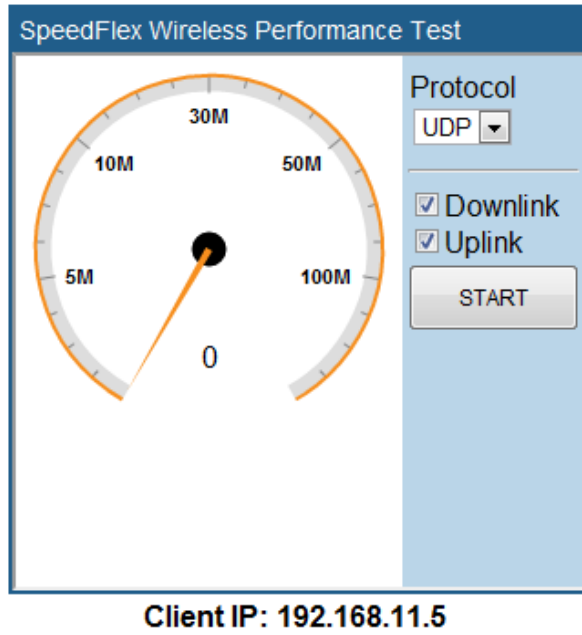 SpeedFlex Wireless Performance Test
Protocol
UDP
30M
10M
50M
Downlink
Uplink
5M
100M
START
0
Client IP: 192.168.11.5